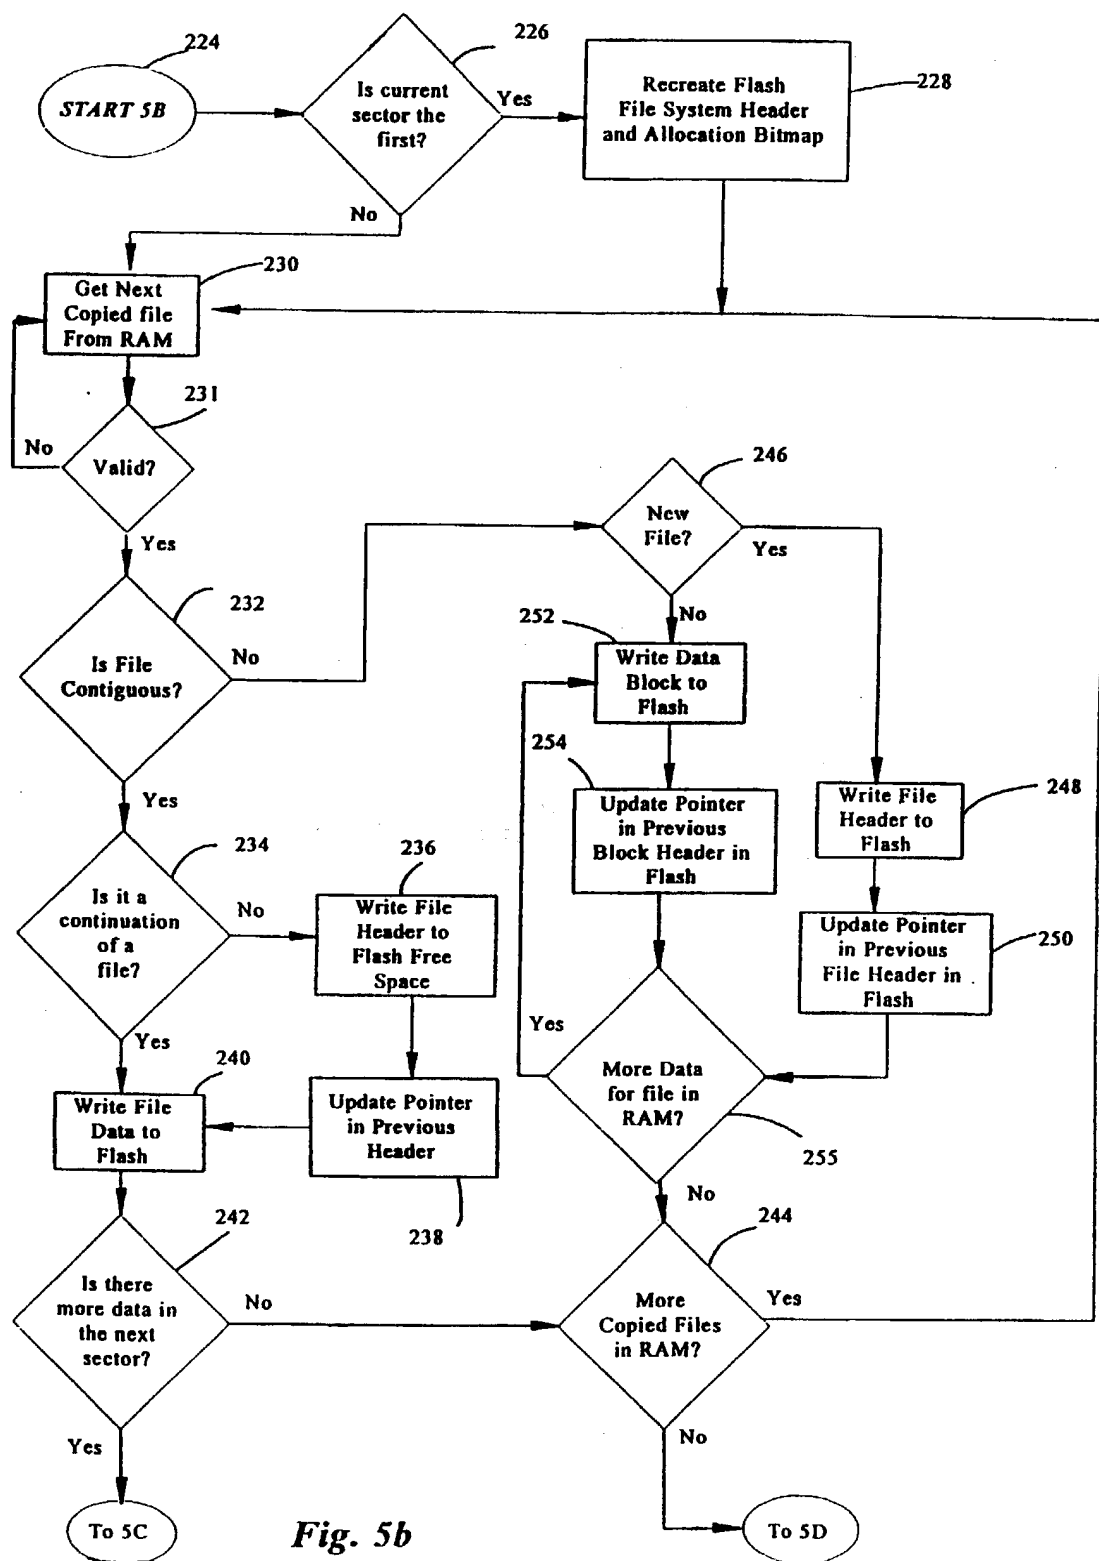 224
START 5B
226
Is current
sector the
first?
Yes
Recreate Flash
File System Header
and Allocation Bitmap
228
No
230
Get Next
Copied file
From RAM
231
No
Valid?
Yes
246
New
File?
Yes
232
Is File
Contiguous?
No
No
252
Write Data
Block to
Flash
254
Update Pointer
in Previous
Block Header in
Flash
248
Write File
Header to
Flash
Yes
234
Is it a
continuation
of a
file?
No
236
Write File
Header to
Flash Free
Space
Update Pointer
in Previous
File Header in
Flash
250
Yes
Yes
240
Write File
Data to
Flash
Update Pointer
in Previous
Header
238
More Data
for file in
RAM?
255
No
242
Is there
more data in
the next
sector?
No
244
More
Copied Files
in RAM?
Yes
Yes
No
To 5C
Fig. 5b
To 5D